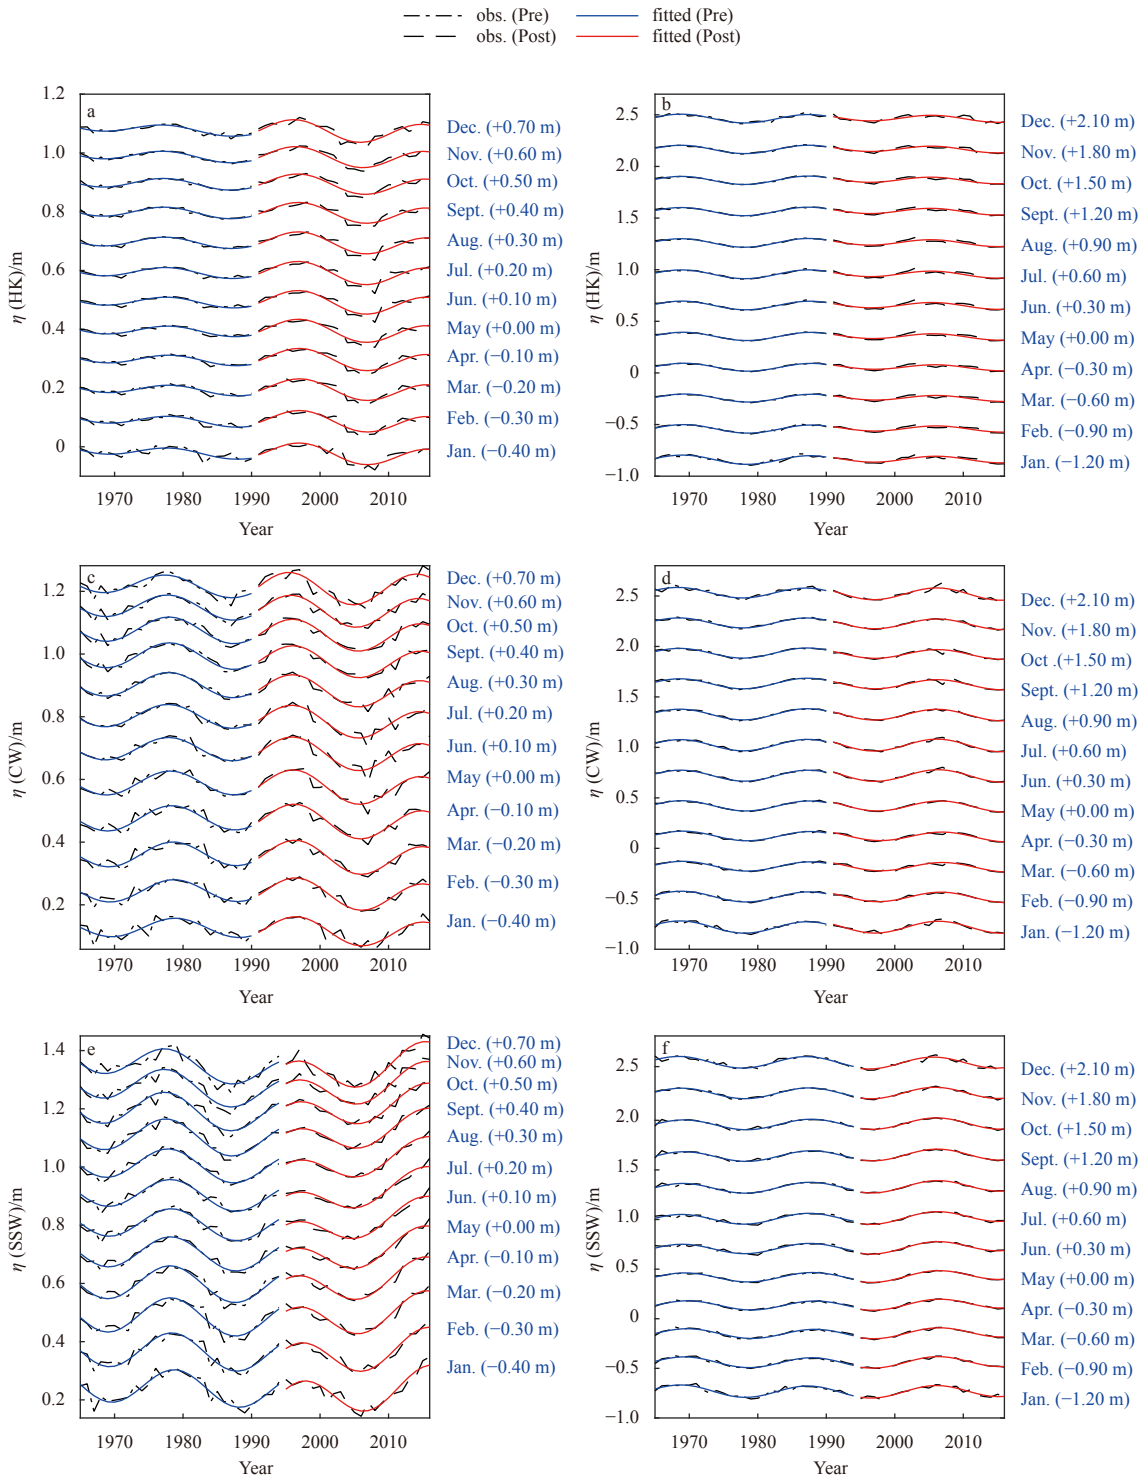 obs. (Pre) fitted (Pre)
obs. (Post) fitted (Post)
a
η (HK)/m
1.2
1.0
0.8
0.6
0.4
0.2
0
Dec. (+0.70 m)
Nov. (+0.60 m)
Oct. (+0.50 m)
Sept. (+0.40 m)
Aug. (+0.30 m)
Jul. (+0.20 m)
Jun. (+0.10 m)
May (+0.00 m)
Apr. (−0.10 m)
Mar. (−0.20 m)
Feb. (−0.30 m)
Jan. (−0.40 m)
1970 1980 1990 2000 2010
Year
b
η (HK)/m
2.5
2.0
1.5
1.0
0.5
0
−0.5
−1.0
Dec. (+2.10 m)
Nov. (+1.80 m)
Oct. (+1.50 m)
Sept. (+1.20 m)
Aug. (+0.90 m)
Jul. (+0.60 m)
Jun. (+0.30 m)
May (+0.00 m)
Apr. (−0.30 m)
Mar. (−0.60 m)
Feb. (−0.90 m)
Jan. (−1.20 m)
1970 1980 1990 2000 2010
Year
c
η (CW)/m
1.2
1.0
0.8
0.6
0.4
0.2
Dec. (+0.70 m)
Nov. (+0.60 m)
Oct. (+0.50 m)
Sept. (+0.40 m)
Aug. (+0.30 m)
Jul. (+0.20 m)
Jun. (+0.10 m)
May (+0.00 m)
Apr. (−0.10 m)
Mar. (−0.20 m)
Feb. (−0.30 m)
Jan. (−0.40 m)
1970 1980 1990 2000 2010
Year
d
η (CW)/m
2.5
2.0
1.5
1.0
0.5
0
−0.5
−1.0
Dec. (+2.10 m)
Nov. (+1.80 m)
Oct. (+1.50 m)
Sept. (+1.20 m)
Aug. (+0.90 m)
Jul. (+0.60 m)
Jun. (+0.30 m)
May (+0.00 m)
Apr. (−0.30 m)
Mar. (−0.60 m)
Feb. (−0.90 m)
Jan. (−1.20 m)
1970 1980 1990 2000 2010
Year
e
η (SSW)/m
1.4
1.2
1.0
0.8
0.6
0.4
0.2
Dec. (+0.70 m)
Nov. (+0.60 m)
Oct. (+0.50 m)
Sept. (+0.40 m)
Aug. (+0.30 m)
Jul. (+0.20 m)
Jun. (+0.10 m)
May (+0.00 m)
Apr. (−0.10 m)
Mar. (−0.20 m)
Feb. (−0.30 m)
Jan. (−0.40 m)
1970 1980 1990 2000 2010
Year
f
η (SSW)/m
2.5
2.0
1.5
1.0
0.5
0
−0.5
−1.0
Dec. (+2.10 m)
Nov. (+1.80 m)
Oct. (+1.50 m)
Sept. (+1.20 m)
Aug. (+0.90 m)
Jul. (+0.60 m)
Jun. (+0.30 m)
May (+0.00 m)
Apr. (−0.30 m)
Mar. (−0.60 m)
Feb. (−0.90 m)
Jan. (−1.20 m)
1970 1980 1990 2000 2010
Year